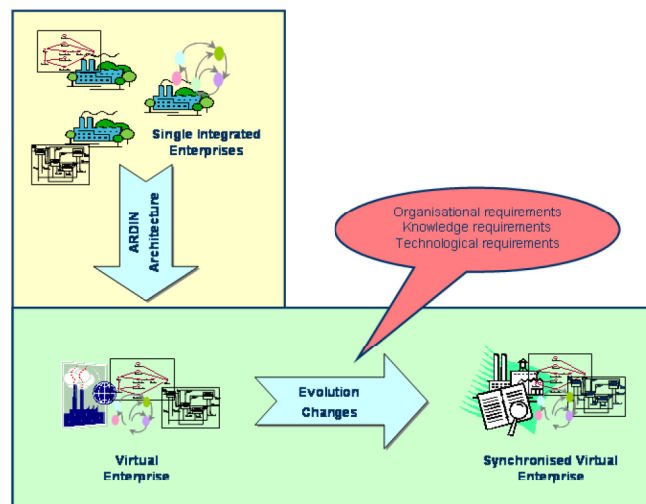 Single Integrated
Enterprises
ARDIN
Architecture
Organisational requirements
Knowledge requirements
Technological requirements
Evolution
Changes
Virtual
Enterprise
Synchronised Virtual
Enterprise